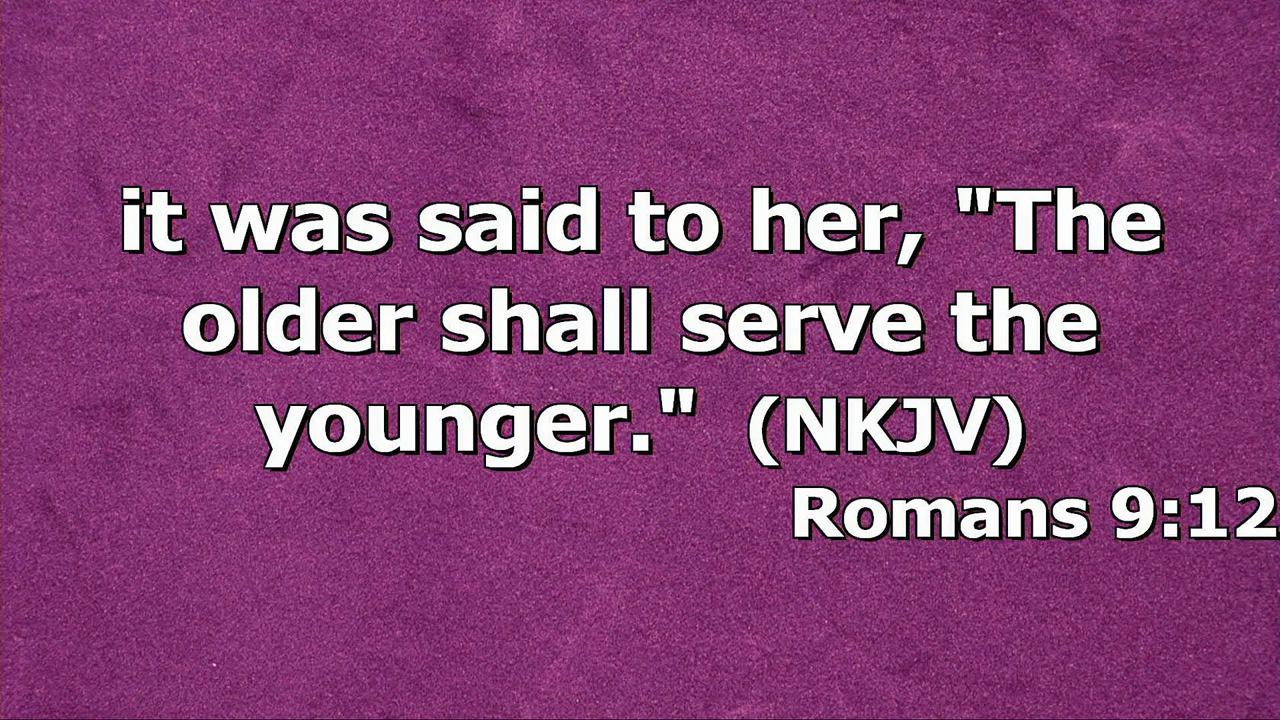 it was said to her, "The
older shall serve the
younger." (NKJV)
Romans 9:12